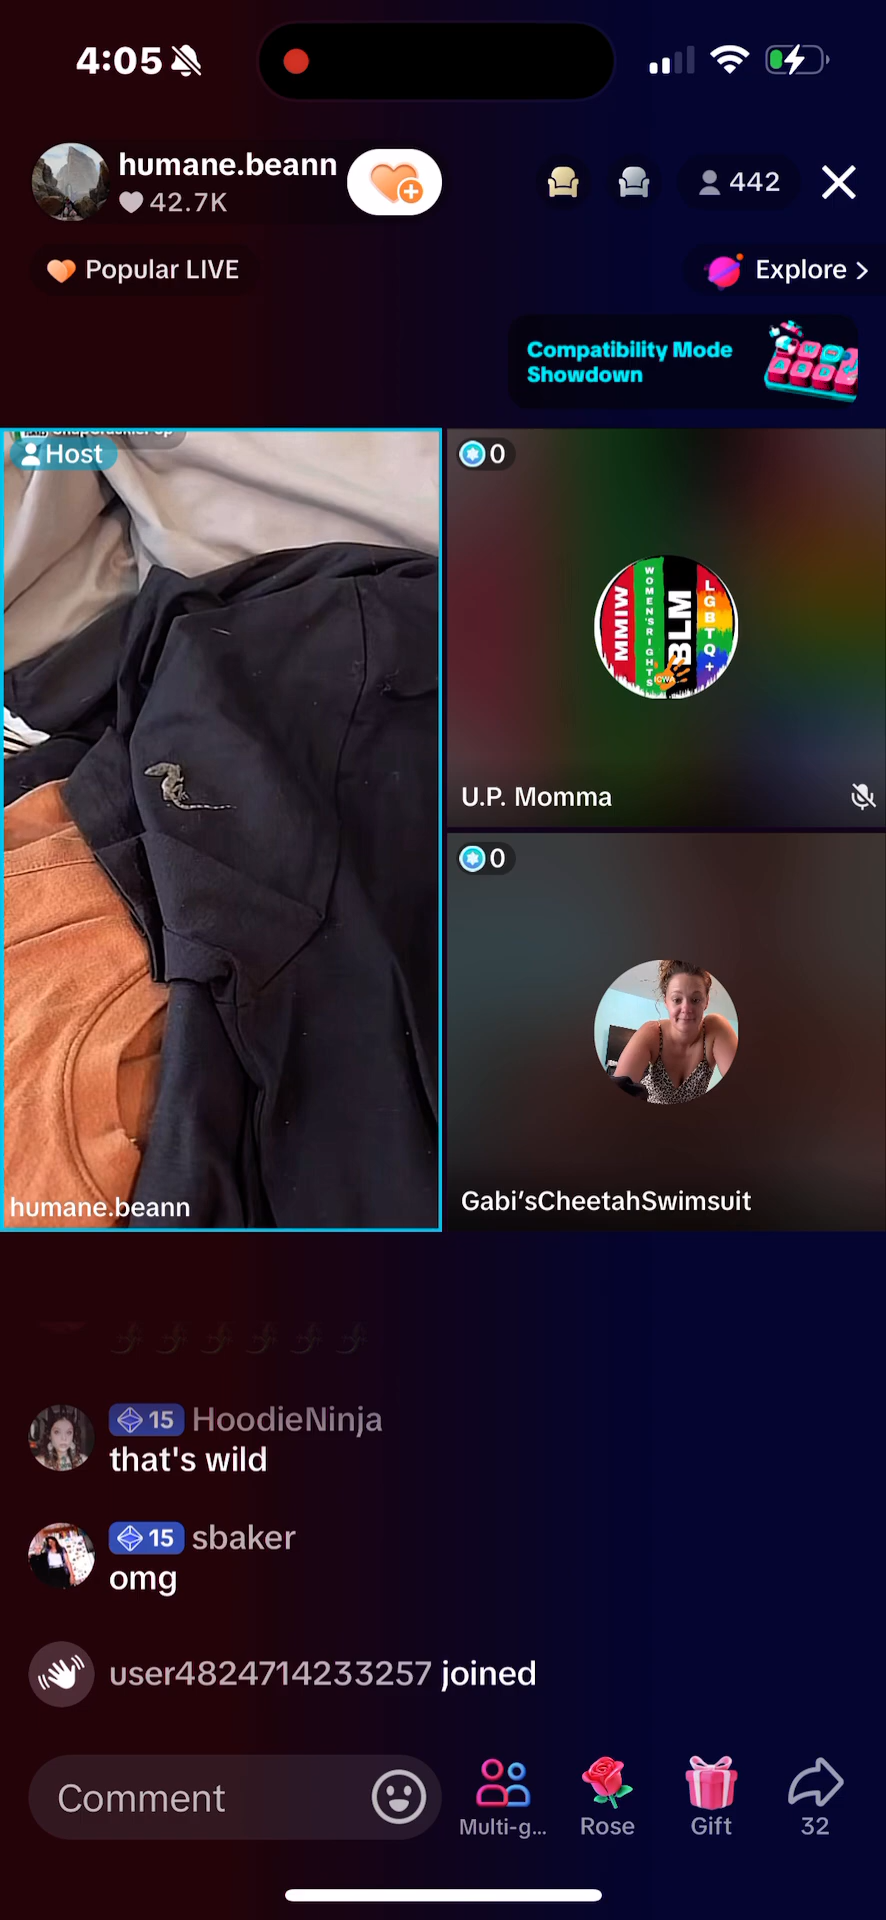 4:05
humane.beann
42.7K
442
Popular LIVE
Explore >
Compatibility Mode
Showdown
Host
0
MMIW
WOMEN'S RIGHTS
BLM
LGBTQ+
ICWA
U.P. Momma
0
Gabi'sCheetahSwimsuit
humane.beann
15 HoodieNinja
that's wild
15 sbaker
omg
user4824714233257 joined
Comment
Multi-g...
Rose
Gift
32